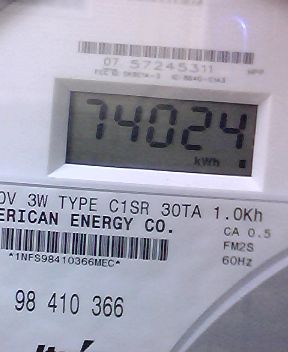 07 57245311
74024
kWh
0V 3W TYPE C1SR 30TA 1.0Kh
ERICAN ENERGY CO.
CA 0.5
FM2S
60Hz
*1NFS98410366MEC*
98 410 366